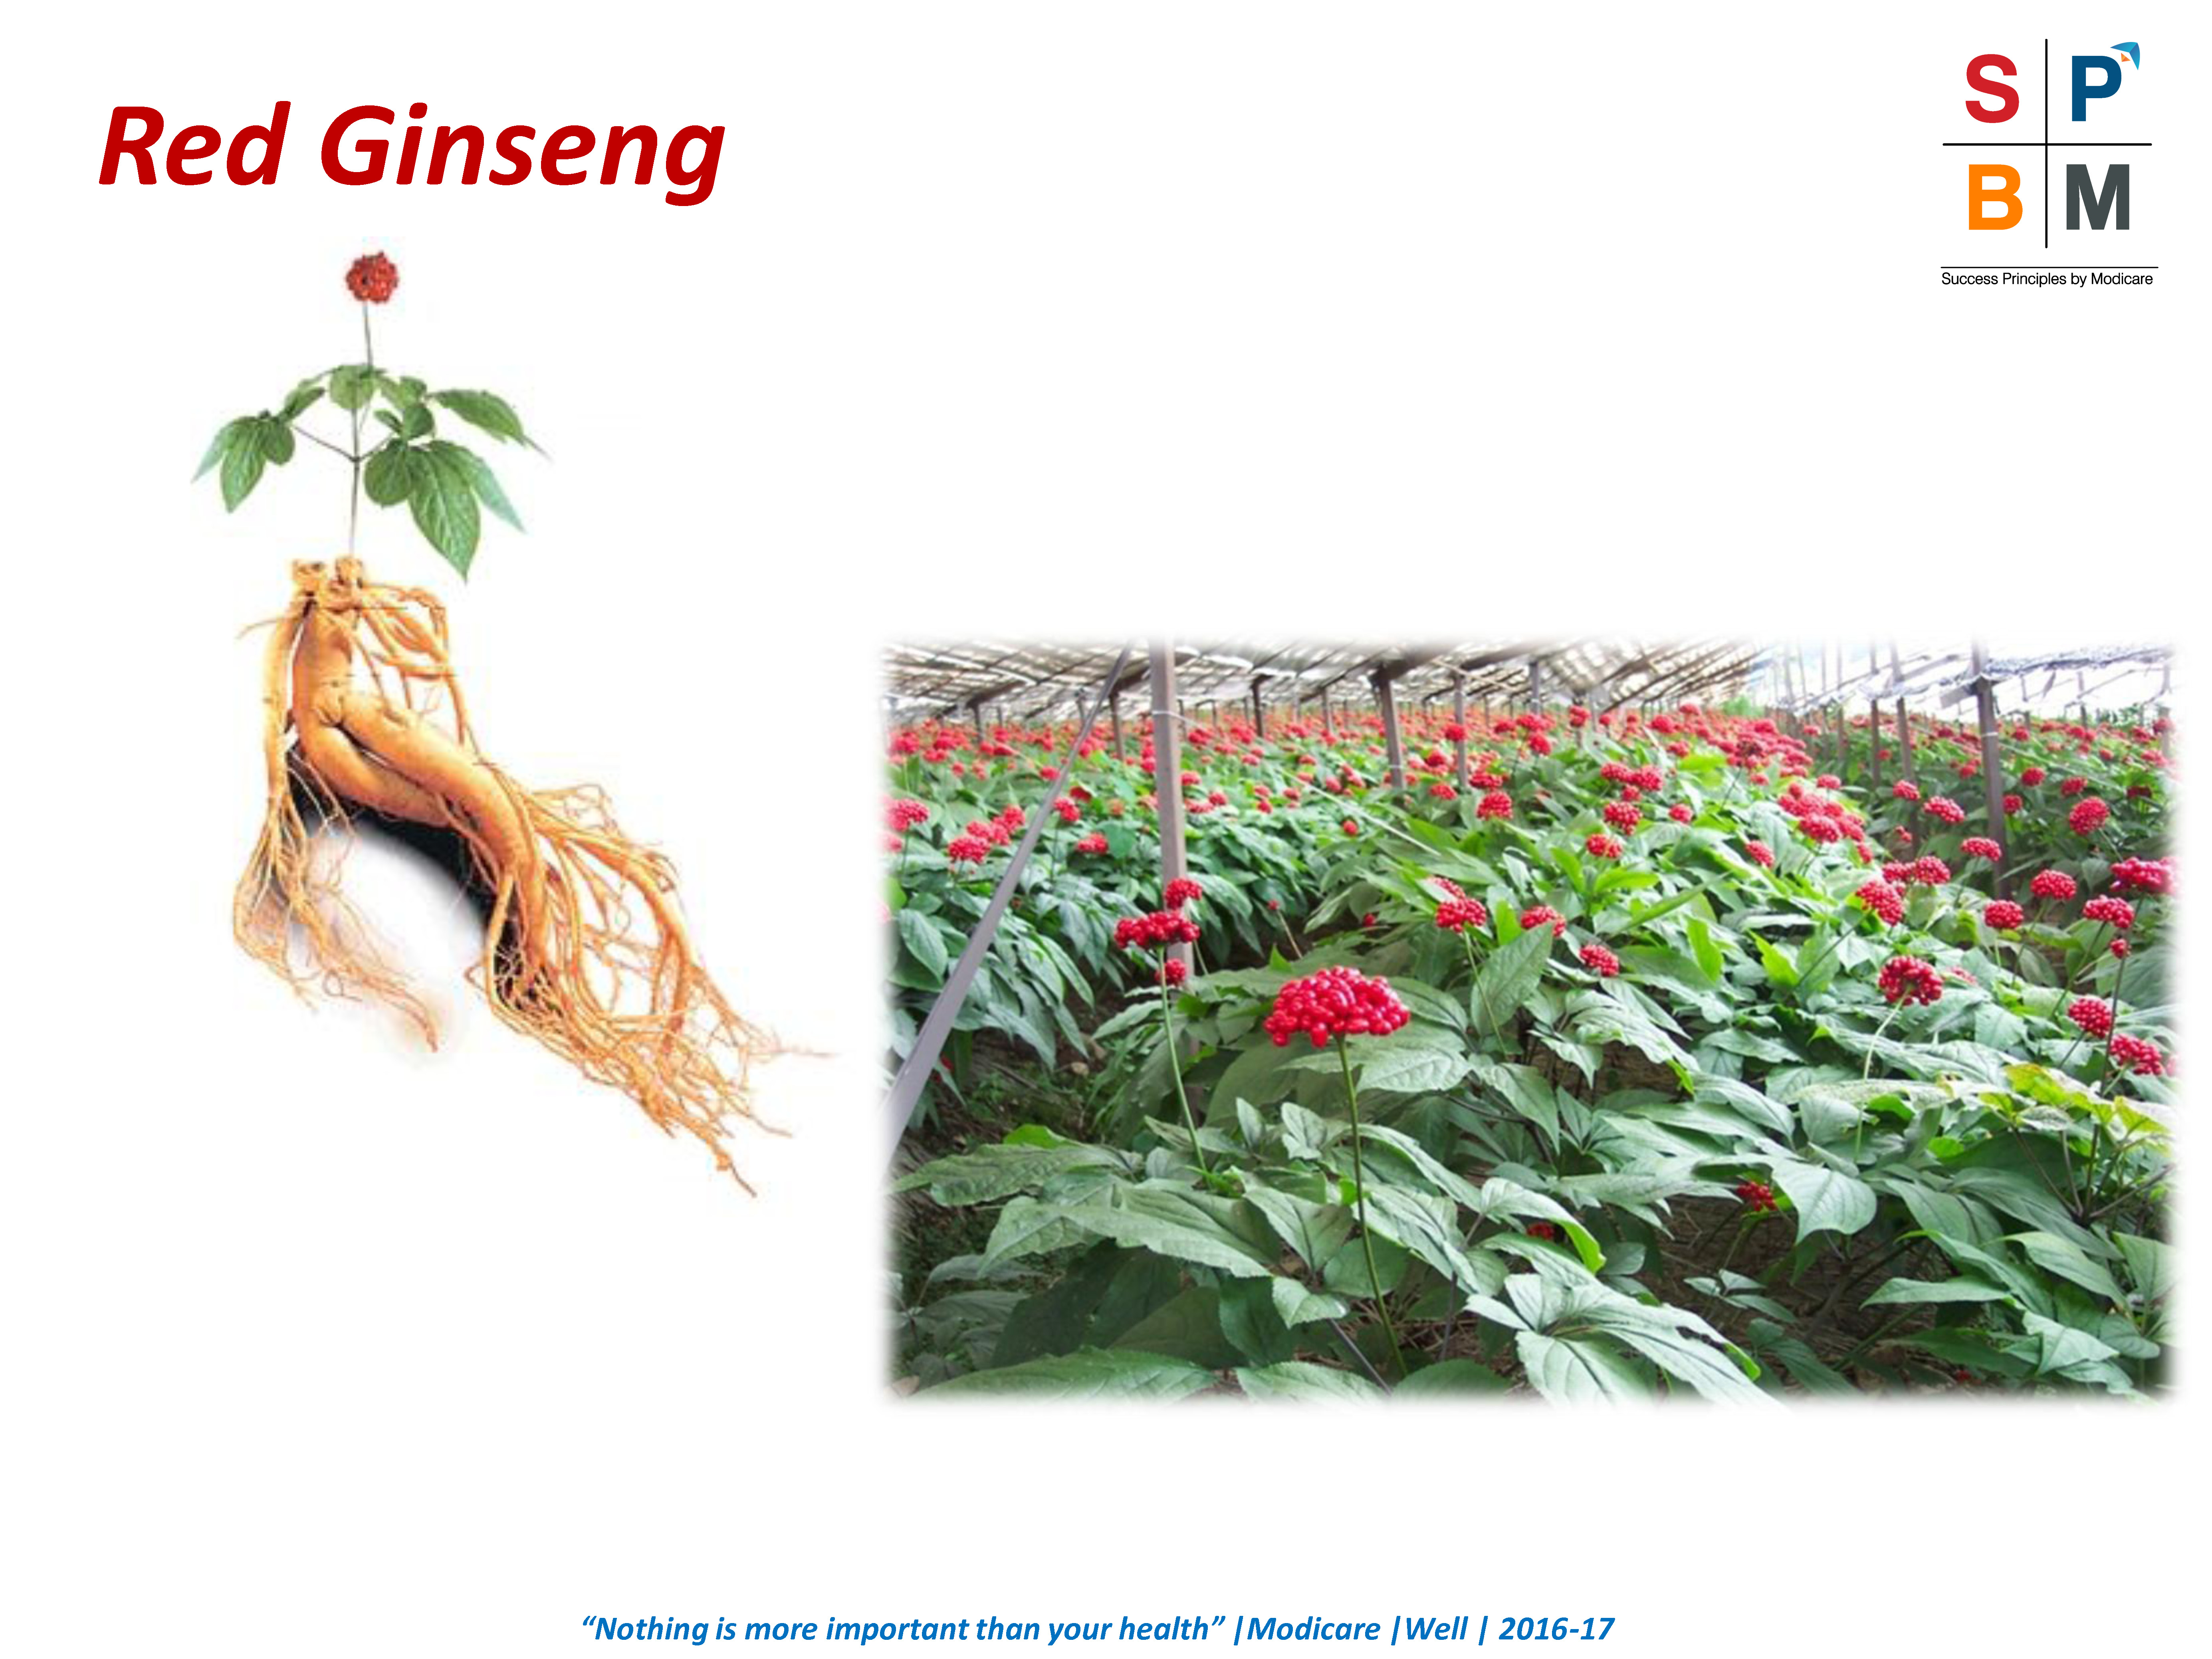 Red Ginseng
S P
B M
Success Principles by Modicare
“Nothing is more important than your health” |Modicare |Well | 2016-17